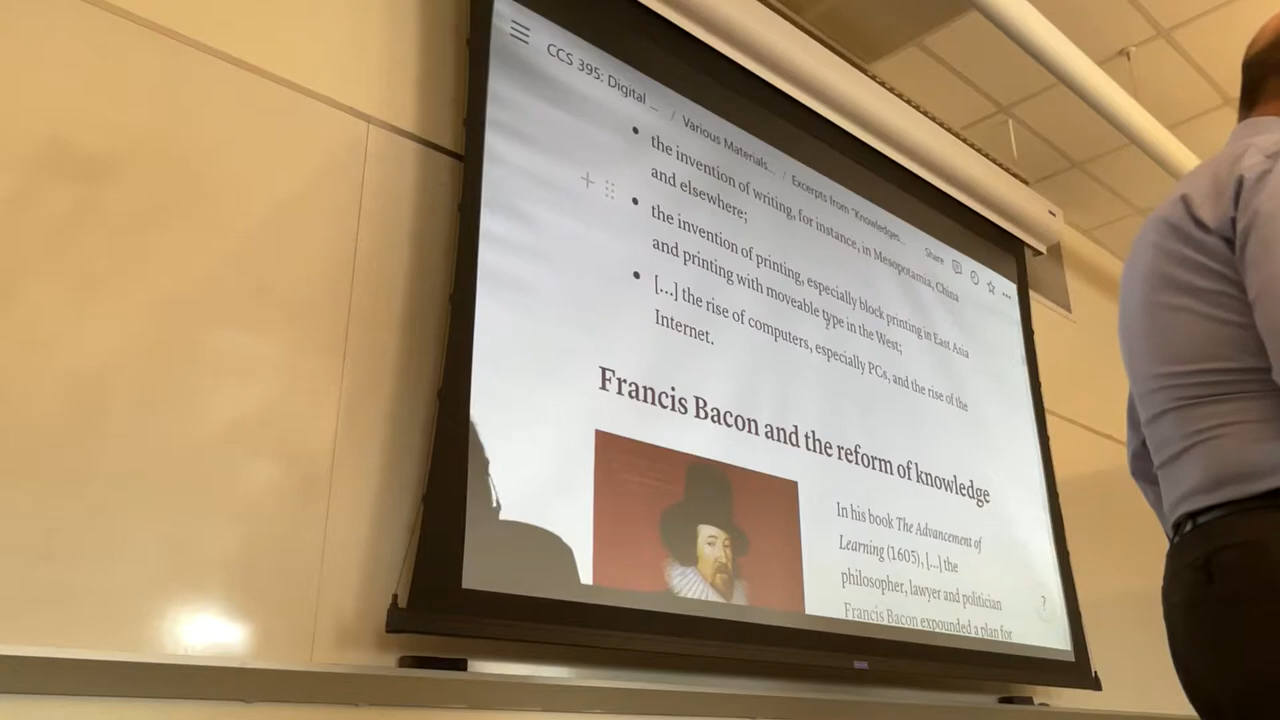 CCS 395: Digital ... / Various Materials... / Excerpts from "Knowledges...
Share
• the invention of writing, for instance, in Mesopotamia, China
and elsewhere;
• the invention of printing, especially block printing in East Asia
and printing with moveable type in the West;
• [...] the rise of computers, especially PCs, and the rise of the
Internet.
Francis Bacon and the reform of knowledge
In his book The Advancement of
Learning (1605), [...] the
philosopher, lawyer and politician
Francis Bacon expounded a plan for
?